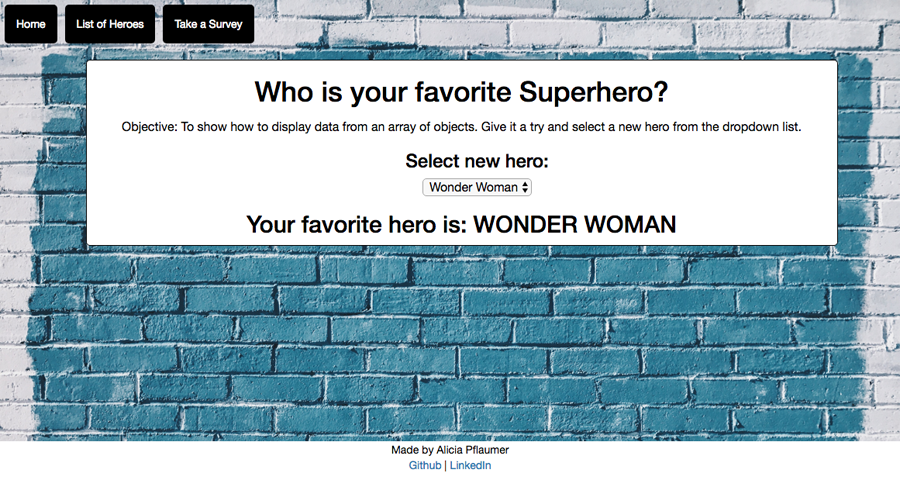 Home List of Heroes Take a Survey
Who is your favorite Superhero?
Objective: To show how to display data from an array of objects. Give it a try and select a new hero from the dropdown list.
Select new hero:
Wonder Woman
Your favorite hero is: WONDER WOMAN
Made by Alicia Pflaumer
Github | LinkedIn